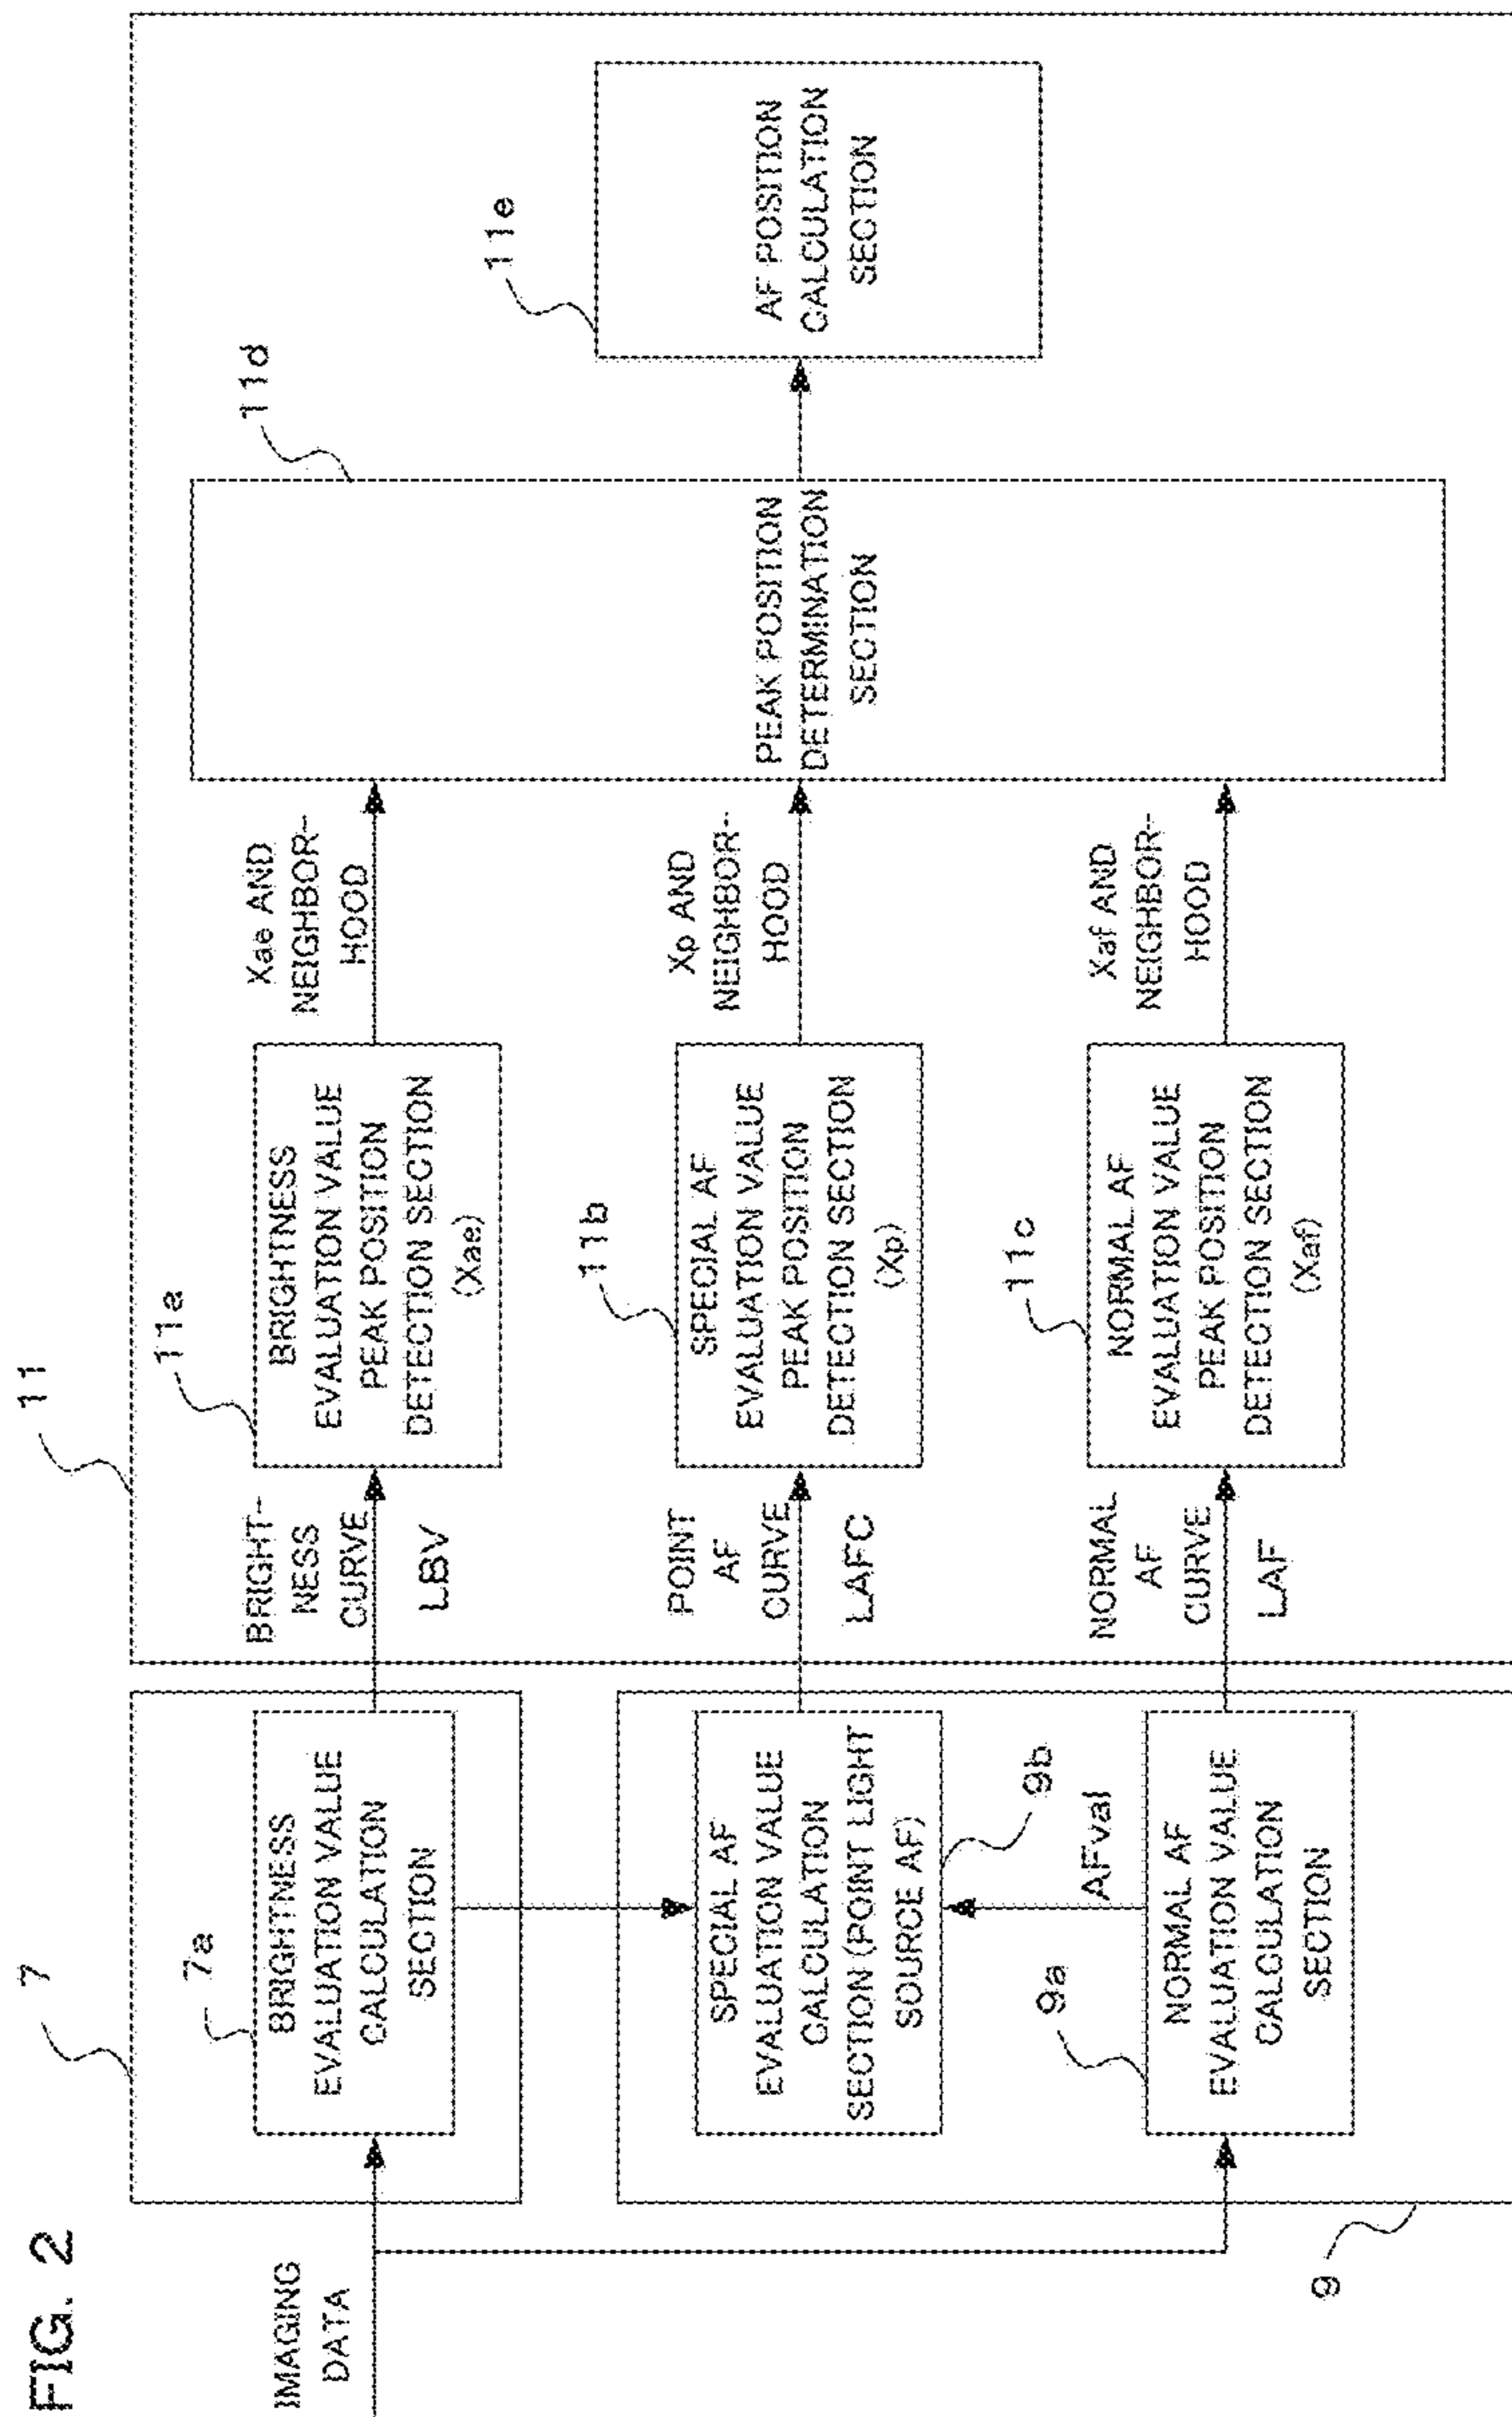 FIG. 2
IMAGING
DATA
7
7a
BRIGHTNESS
EVALUATION VALUE
CALCULATION
SECTION
SPECIAL AF
EVALUATION VALUE
CALCULATION
SECTION (POINT LIGHT
SOURCE AF)
9b
AFval
9a
NORMAL AF
EVALUATION VALUE
CALCULATION
SECTION
9
11
BRIGHT-
NESS
CURVE
LBV
POINT
AF
CURVE
LAFC
NORMAL
AF
CURVE
LAF
11a
BRIGHTNESS
EVALUATION VALUE
PEAK POSITION
DETECTION SECTION
(Xae)
11b
SPECIAL AF
EVALUATION VALUE
PEAK POSITION
DETECTION SECTION
(Xp)
11c
NORMAL AF
EVALUATION VALUE
PEAK POSITION
DETECTION SECTION
(Xaf)
Xae AND
NEIGHBOR-
HOOD
Xp AND
NEIGHBOR-
HOOD
Xaf AND
NEIGHBOR-
HOOD
11d
PEAK POSITION
DETERMINATION
SECTION
11e
AF POSITION
CALCULATION
SECTION